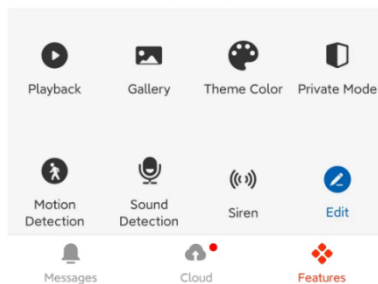 Playback Gallery Theme Color Private Mode
Motion Detection Sound Detection Siren Edit
Messages Cloud Features